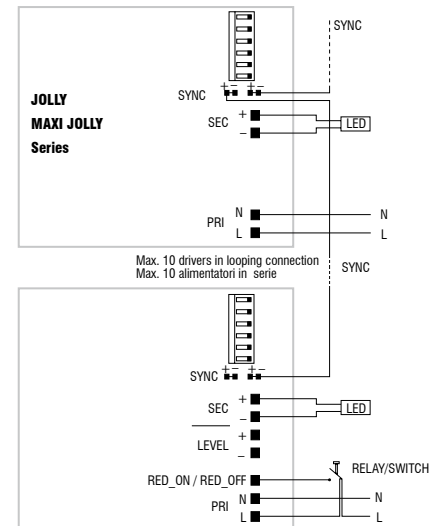 SYNC
+ - + -
SYNC
JOLLY
MAXI JOLLY
Series
SEC + -
LED
PRI N L
N
L
Max. 10 drivers in looping connection
Max. 10 alimentatori in serie
SYNC
+ - + -
SYNC
SEC + -
LED
LEVEL + -
RED_ON / RED_OFF
RELAY/SWITCH
PRI N L
N
L